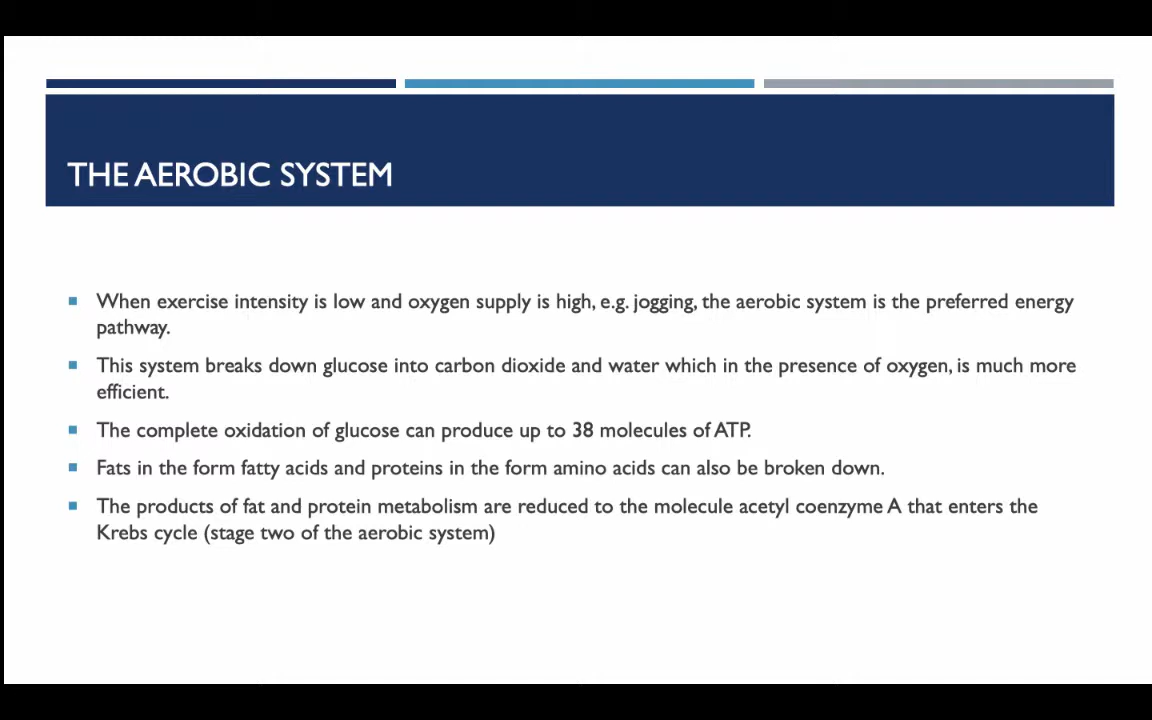 THE AEROBIC SYSTEM
When exercise intensity is low and oxygen supply is high, e.g. jogging, the aerobic system is the preferred energy
pathway.
This system breaks down glucose into carbon dioxide and water which in the presence of oxygen, is much more
efficient.
The complete oxidation of glucose can produce up to 38 molecules of ATP.
Fats in the form fatty acids and proteins in the form amino acids can also be broken down.
The products of fat and protein metabolism are reduced to the molecule acetyl coenzyme A that enters the
Krebs cycle (stage two of the aerobic system)